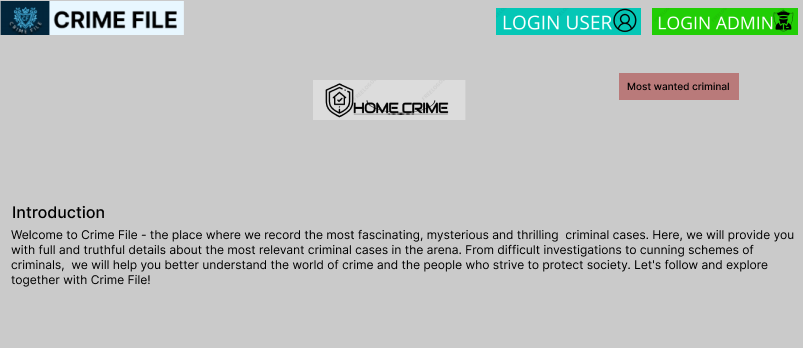 CRIME FILE
CRIME FILE
LOGIN USER
LOGIN ADMIN
Most wanted criminal
HOME_CRIME
Introduction
Welcome to Crime File - the place where we record the most fascinating, mysterious and thrilling  criminal cases. Here, we will provide you
with full and truthful details about the most relevant criminal cases in the arena. From difficult investigations to cunning schemes of
criminals,  we will help you better understand the world of crime and the people who strive to protect society. Let's follow and explore
together with Crime File!